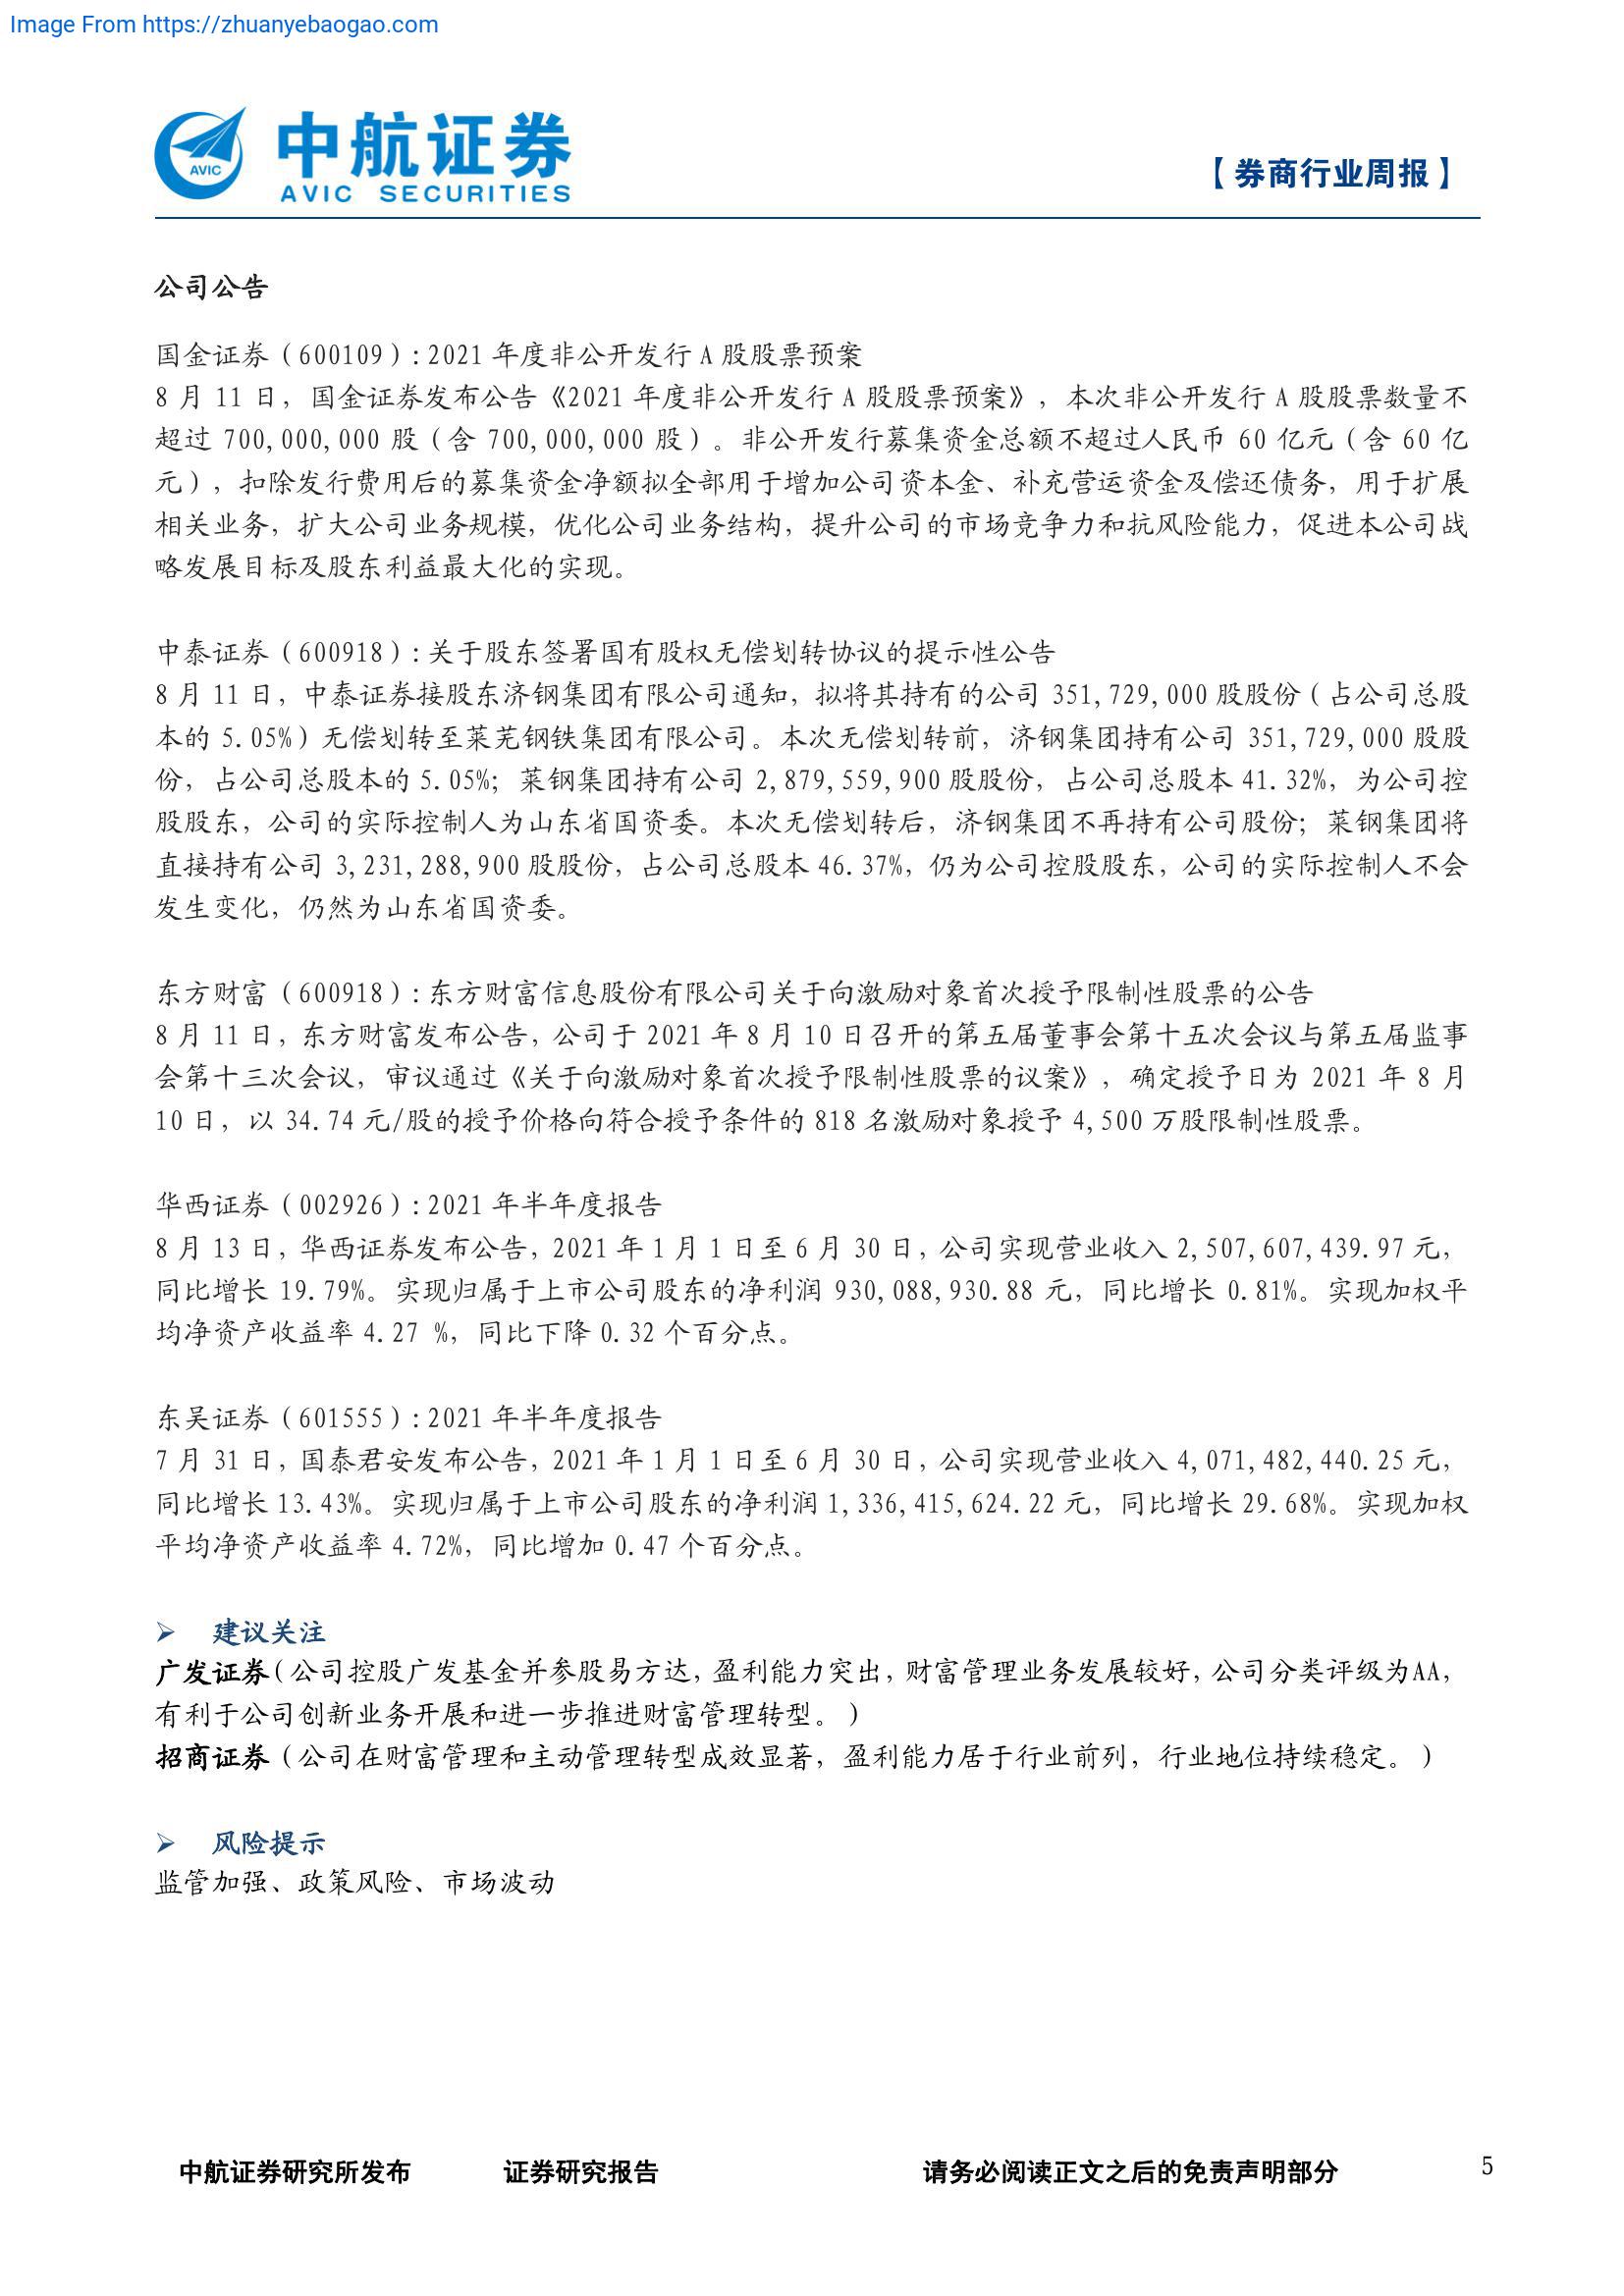 Image From https://zhuanyebaogao.com
AVIC
中航证券
AVIC SECURITIES
【券商行业周报】
公司公告
国金证券（600109）：2021 年度非公开发行 A 股股票预案
8 月 11 日，国金证券发布公告《2021 年度非公开发行 A 股股票预案》，本次非公开发行 A 股股票数量不
超过 700,000,000 股（含 700,000,000 股）。非公开发行募集资金总额不超过人民币 60 亿元（含 60 亿
元），扣除发行费用后的募集资金净额拟全部用于增加公司资本金、补充营运资金及偿还债务，用于扩展
相关业务，扩大公司业务规模，优化公司业务结构，提升公司的市场竞争力和抗风险能力，促进本公司战
略发展目标及股东利益最大化的实现。
中泰证券（600918）：关于股东签署国有股权无偿划转协议的提示性公告
8 月 11 日，中泰证券接股东济钢集团有限公司通知，拟将其持有的公司 351,729,000 股股份（占公司总股
本的 5.05%）无偿划转至莱芜钢铁集团有限公司。本次无偿划转前，济钢集团持有公司 351,729,000 股股
份，占公司总股本的 5.05%；莱钢集团持有公司 2,879,559,900 股股份，占公司总股本 41.32%，为公司控
股股东，公司的实际控制人为山东省国资委。本次无偿划转后，济钢集团不再持有公司股份；莱钢集团将
直接持有公司 3,231,288,900 股股份，占公司总股本 46.37%，仍为公司控股股东，公司的实际控制人不会
发生变化，仍然为山东省国资委。
东方财富（600918）：东方财富信息股份有限公司关于向激励对象首次授予限制性股票的公告
8 月 11 日，东方财富发布公告，公司于 2021 年 8 月 10 日召开的第五届董事会第十五次会议与第五届监事
会第十三次会议，审议通过《关于向激励对象首次授予限制性股票的议案》，确定授予日为 2021 年 8 月
10 日，以 34.74 元/股的授予价格向符合授予条件的 818 名激励对象授予 4,500 万股限制性股票。
华西证券（002926）：2021 年半年度报告
8 月 13 日，华西证券发布公告，2021 年 1 月 1 日至 6 月 30 日，公司实现营业收入 2,507,607,439.97 元，
同比增长 19.79%。实现归属于上市公司股东的净利润 930,088,930.88 元，同比增长 0.81%。实现加权平
均净资产收益率 4.27 %，同比下降 0.32 个百分点。
东吴证券（601555）：2021 年半年度报告
7 月 31 日，国泰君安发布公告，2021 年 1 月 1 日至 6 月 30 日，公司实现营业收入 4,071,482,440.25 元，
同比增长 13.43%。实现归属于上市公司股东的净利润 1,336,415,624.22 元，同比增长 29.68%。实现加权
平均净资产收益率 4.72%，同比增加 0.47 个百分点。
➢ 建议关注
广发证券（公司控股广发基金并参股易方达，盈利能力突出，财富管理业务发展较好，公司分类评级为AA，
有利于公司创新业务开展和进一步推进财富管理转型。）
招商证券（公司在财富管理和主动管理转型成效显著，盈利能力居于行业前列，行业地位持续稳定。）
➢ 风险提示
监管加强、政策风险、市场波动
中航证券研究所发布 证券研究报告 请务必阅读正文之后的免责声明部分 5